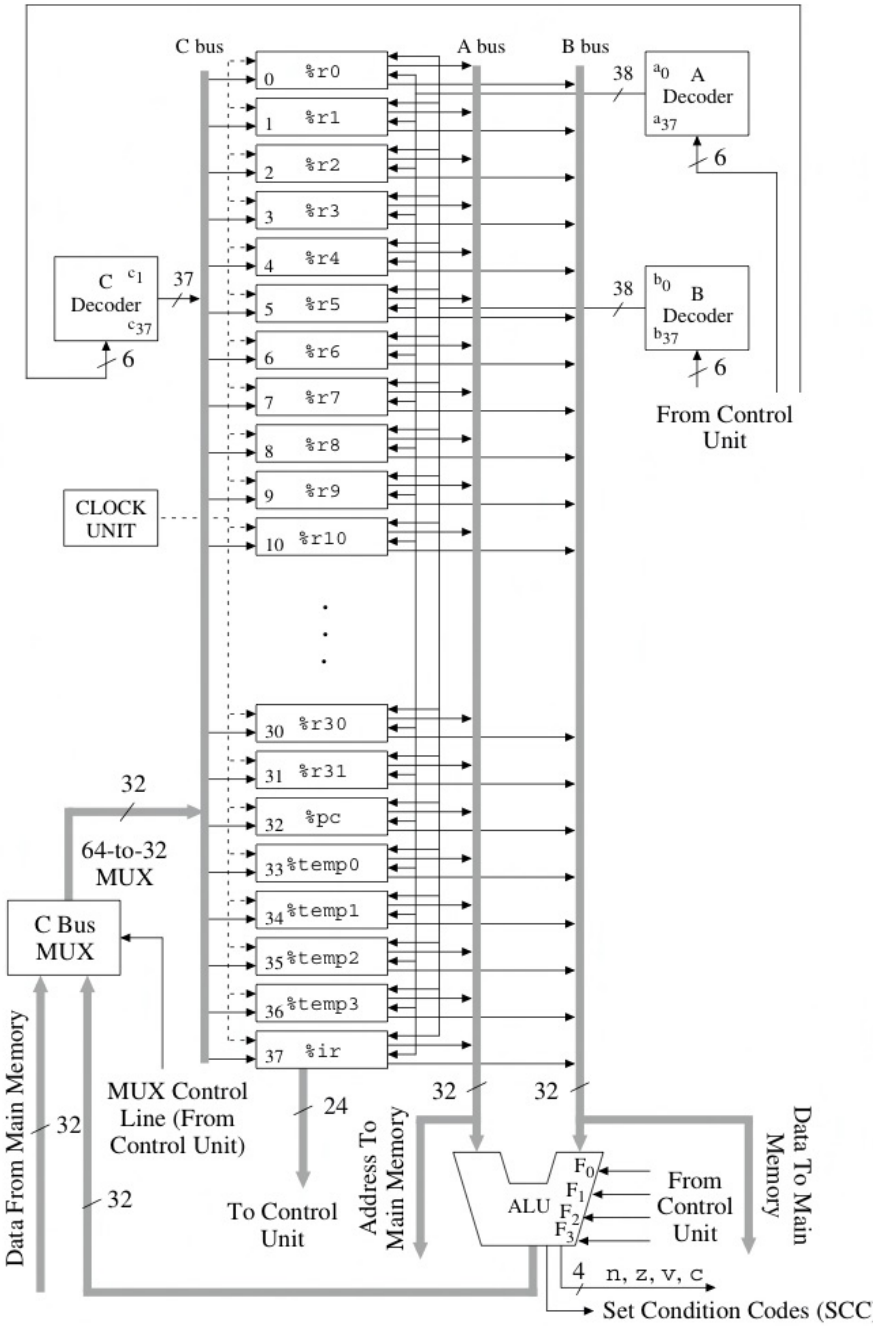 C bus
A bus
B bus
0 %r0
1 %r1
2 %r2
3 %r3
4 %r4
5 %r5
6 %r6
7 %r7
8 %r8
9 %r9
10 %r10
.
.
.
30 %r30
31 %r31
32 %pc
33 %temp0
34 %temp1
35 %temp2
36 %temp3
37 %ir
38
a0 A
Decoder
a37
6
38
b0 B
Decoder
b37
6
From Control
Unit
C c1
Decoder
c37
37
6
CLOCK
UNIT
32
64-to-32
MUX
C Bus
MUX
Data From Main Memory
32
32
MUX Control
Line (From
Control Unit)
24
To Control
Unit
32
32
Address To
Main Memory
Data To Main
Memory
ALU
F0
F1
F2
F3
From
Control
Unit
4
n, z, v, c
Set Condition Codes (SCC)